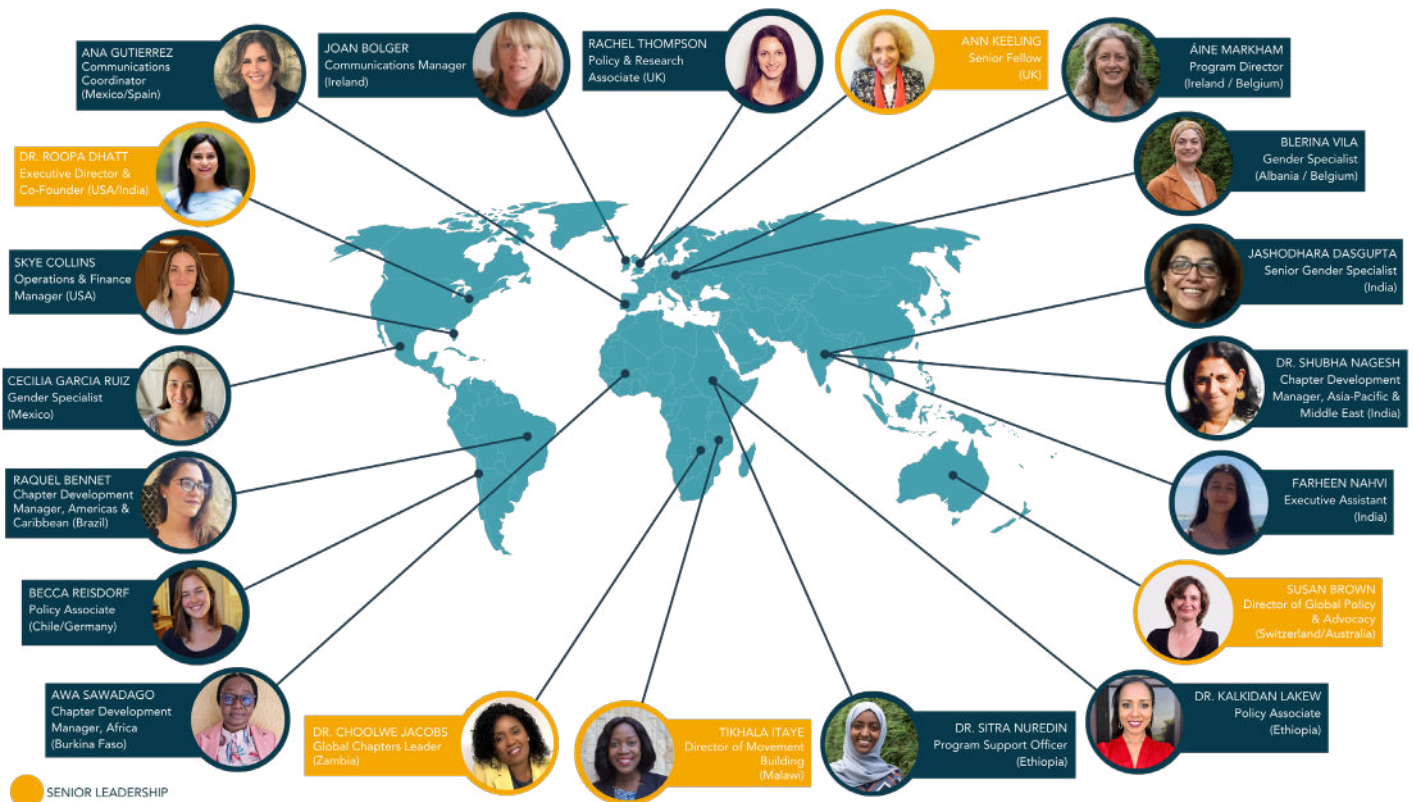 ANA GUTIERREZ
Communications
Coordinator
(Mexico/Spain)
JOAN BOLGER
Communications Manager
(Ireland)
RACHEL THOMPSON
Policy & Research
Associate (UK)
ANN KEELING
Senior Fellow
(UK)
ÁINE MARKHAM
Program Director
(Ireland / Belgium)
DR. ROOPA DHATT
Executive Director &
Co-Founder (USA/India)
BLERINA VILA
Gender Specialist
(Albania / Belgium)
SKYE COLLINS
Operations & Finance
Manager (USA)
JASHODHARA DASGUPTA
Senior Gender Specialist
(India)
CECILIA GARCIA RUIZ
Gender Specialist
(Mexico)
DR. SHUBHA NAGESH
Chapter Development
Manager, Asia-Pacific &
Middle East (India)
RAQUEL BENNET
Chapter Development
Manager, Americas &
Caribbean (Brazil)
FARHEEN NAHVI
Executive Assistant
(India)
BECCA REISDORF
Policy Associate
(Chile/Germany)
SUSAN BROWN
Director of Global Policy
& Advocacy
(Switzerland/Australia)
AWA SAWADAGO
Chapter Development
Manager, Africa
(Burkina Faso)
DR. CHOOLWE JACOBS
Global Chapters Leader
(Zambia)
TIKHALA ITAYE
Director of Movement
Building
(Malawi)
DR. SITRA NUREDIN
Program Support Officer
(Ethiopia)
DR. KALKIDAN LAKEW
Policy Associate
(Ethiopia)
SENIOR LEADERSHIP